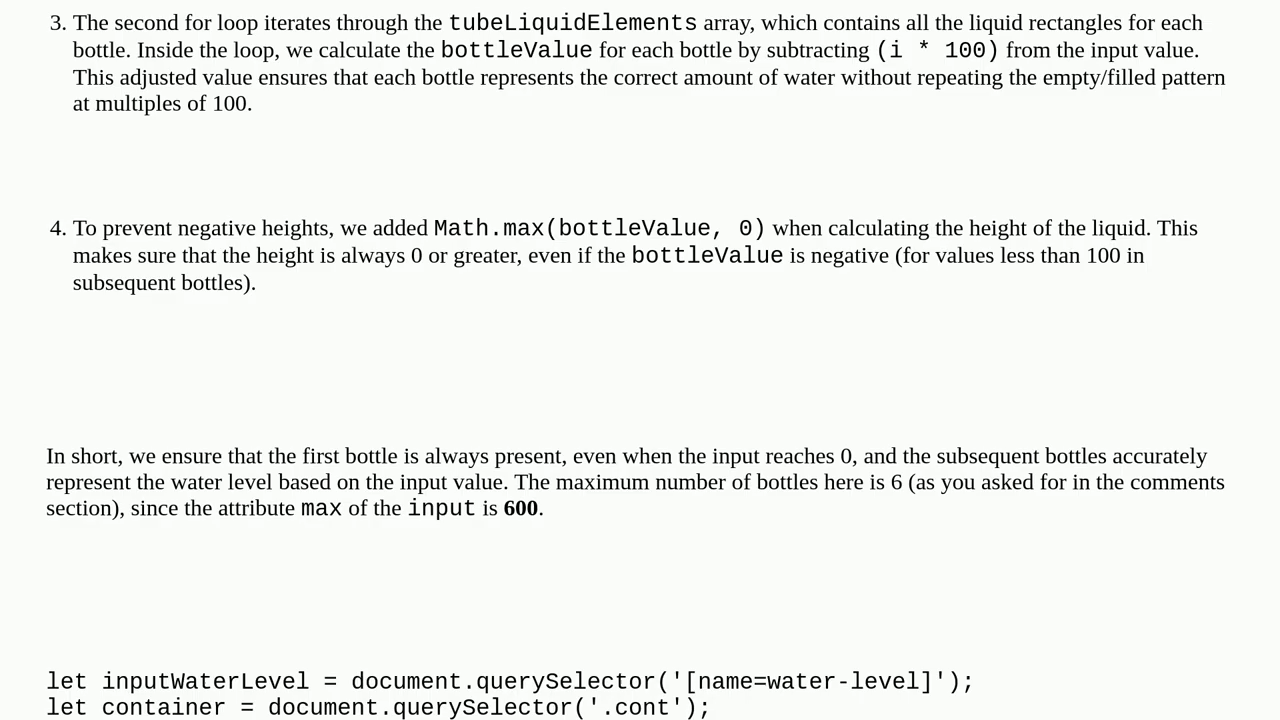 3. The second for loop iterates through the tubeLiquidElements array, which contains all the liquid rectangles for each
bottle. Inside the loop, we calculate the bottleValue for each bottle by subtracting (i * 100) from the input value.
This adjusted value ensures that each bottle represents the correct amount of water without repeating the empty/filled pattern
at multiples of 100.
4. To prevent negative heights, we added Math.max(bottleValue, 0) when calculating the height of the liquid. This
makes sure that the height is always 0 or greater, even if the bottleValue is negative (for values less than 100 in
subsequent bottles).
In short, we ensure that the first bottle is always present, even when the input reaches 0, and the subsequent bottles accurately
represent the water level based on the input value. The maximum number of bottles here is 6 (as you asked for in the comments
section), since the attribute max of the input is 600.
let inputWaterLevel = document.querySelector('[name=water-level]');
let container = document.querySelector('.cont');